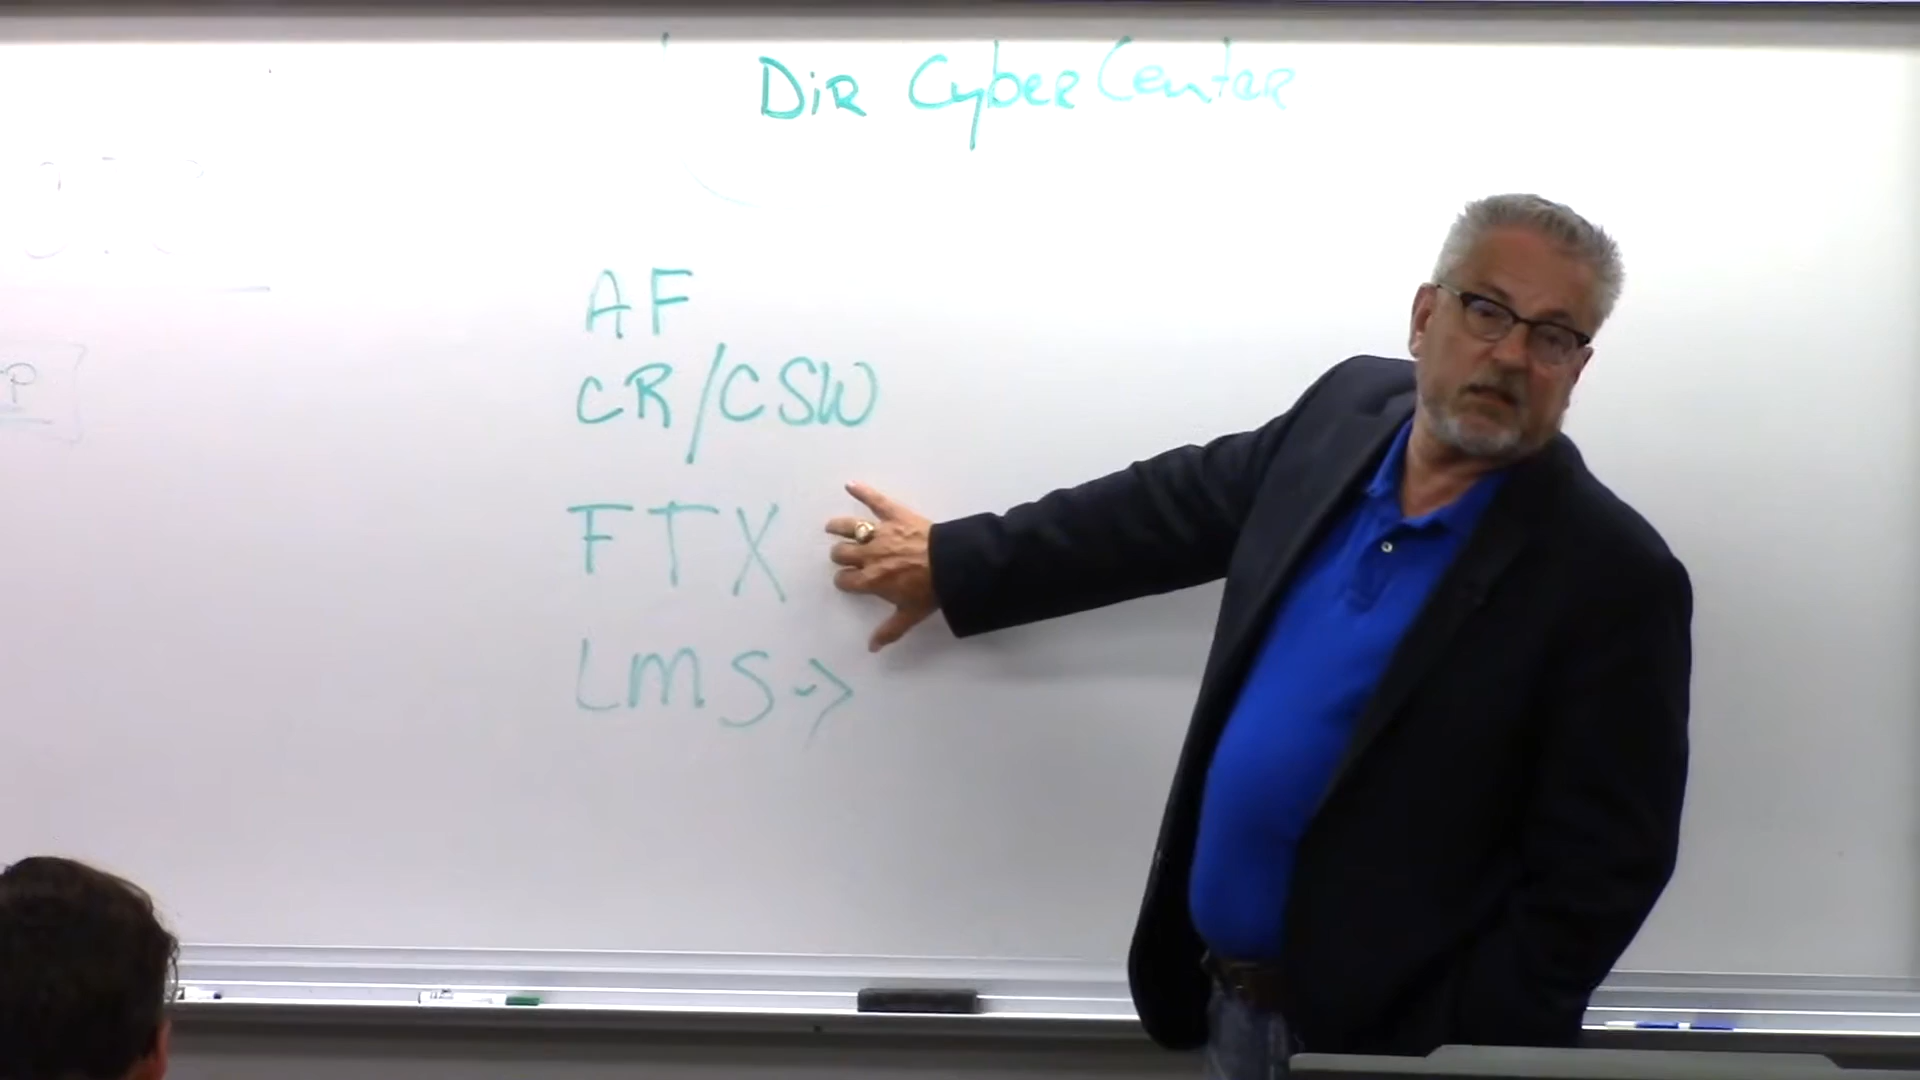 Dir Cyber Center
AF
CR/CSW
FTX
LMS->